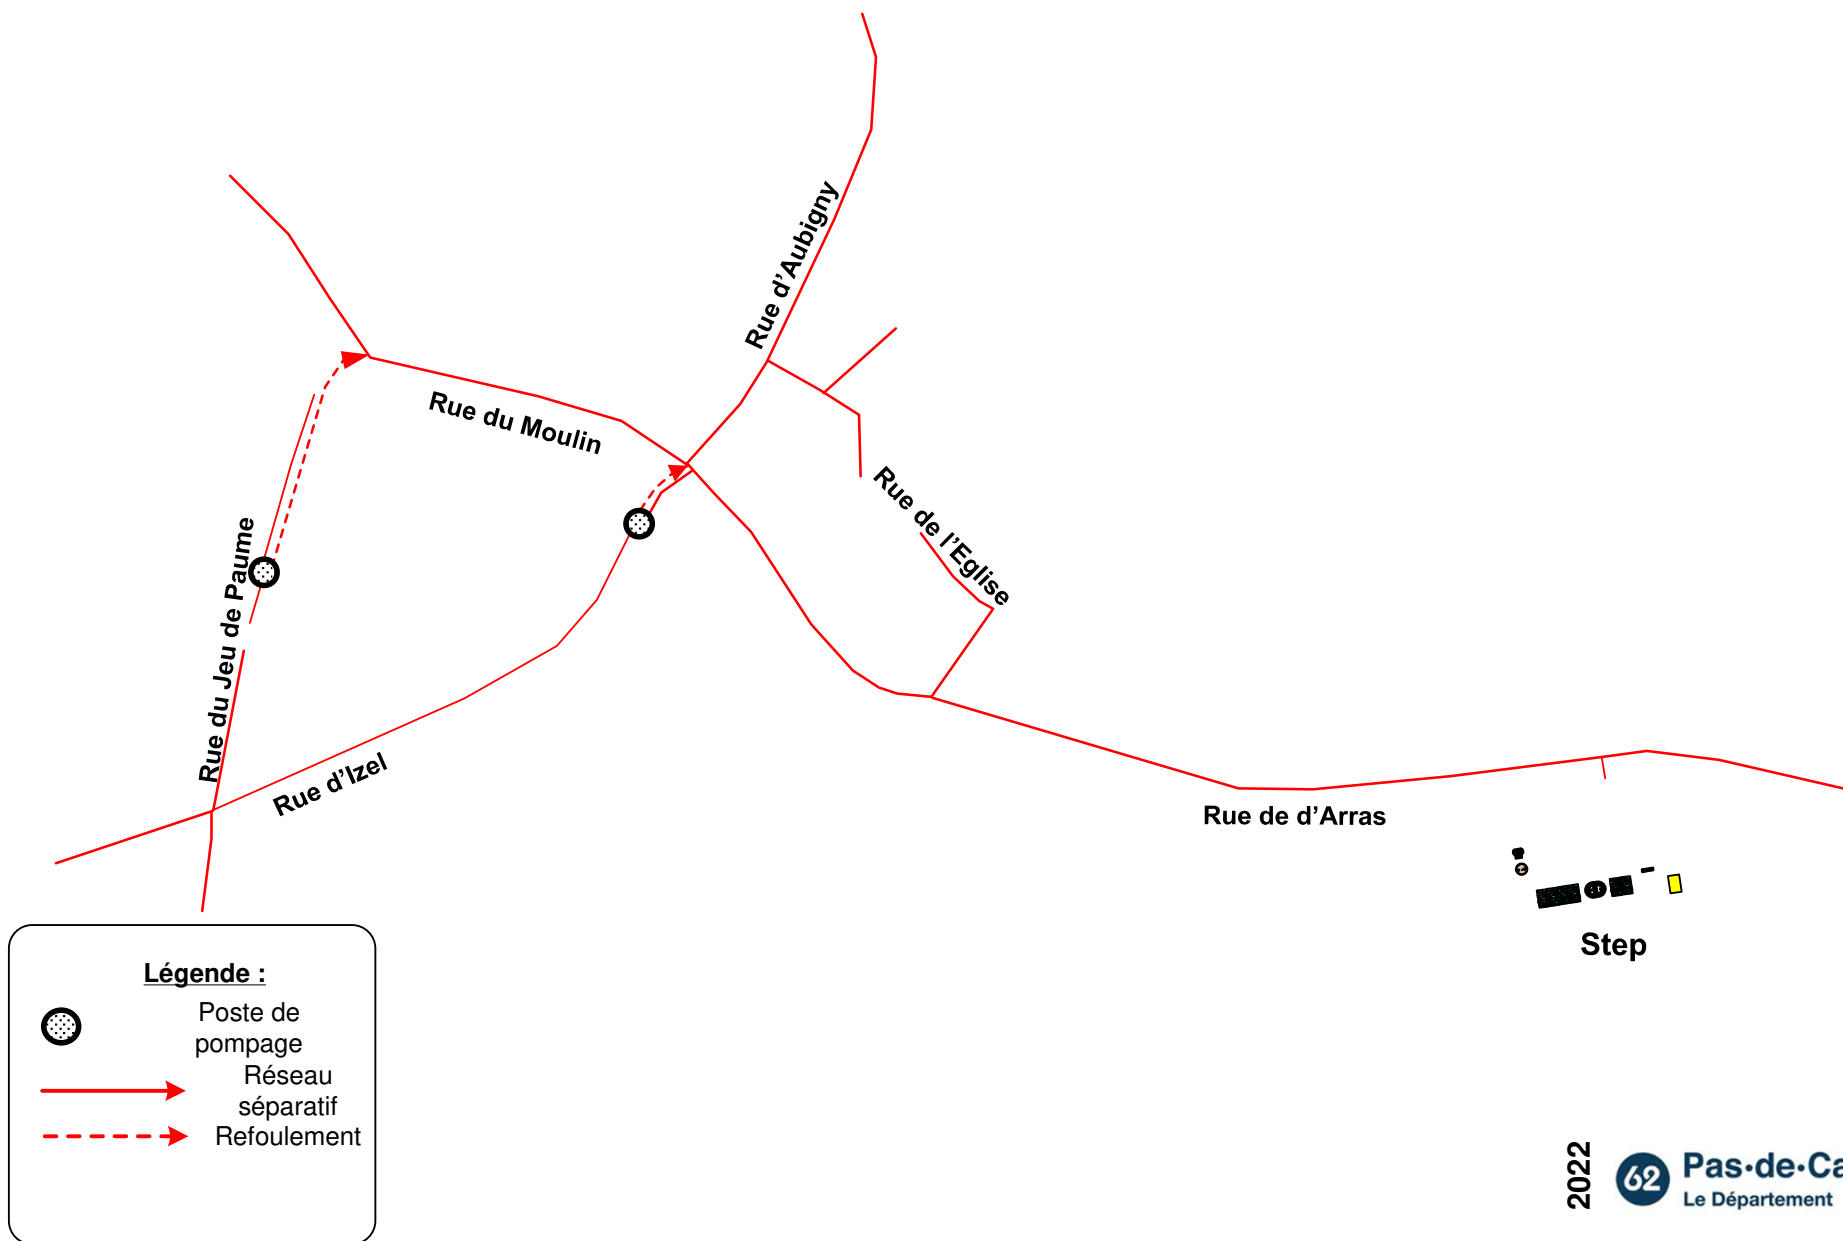 Rue d'Aubigny
Rue du Moulin
Rue de l'Eglise
Rue du Jeu de Paume
Rue d'Izel
Rue de d'Arras
Step
Légende :
Poste de
pompage
Réseau
séparatif
Refoulement
2022
62
Pas-de-Ca
Le Département